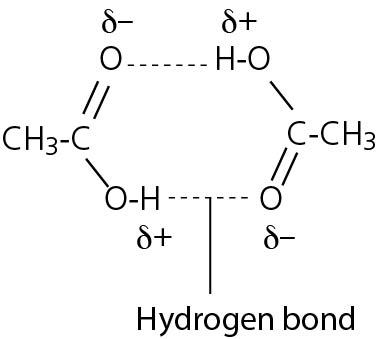 δ– δ+
O H-O
CH3-C C-CH3
O-H O
δ+ δ–
Hydrogen bond